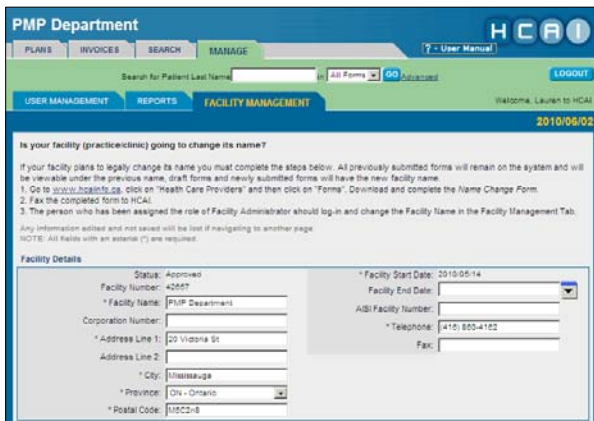 PMP Department
HCAI
PLANS INVOICES SEARCH MANAGE
? - User Manual
Search for Patient Last Name in All Forms GO Advanced
LOGOUT
USER MANAGEMENT REPORTS FACILITY MANAGEMENT
Welcome, Lauren to HCAI
2010/06/02
Is your facility (practice/clinic) going to change its name?
If your facility plans to legally change its name you must complete the steps below. All previously submitted forms will remain on the system and will
be viewable under the previous name, draft forms and newly submitted forms will have the new facility name.
1. Go to www.hcaiinfo.ca, click on "Health Care Providers" and then click on "Forms". Download and complete the Name Change Form.
2. Fax the completed form to HCAI.
3. The person who has been assigned the role of Facility Administrator should log-in and change the Facility Name in the Facility Management Tab.
Any information edited and not saved will be lost if navigating to another page
NOTE: All fields with an asterisk (*) are required.
Facility Details
Status: Approved
Facility Number: 42667
* Facility Name: PMP Department
Corporation Number:
* Address Line 1: 20 Victoria St
Address Line 2:
* City: Mississauga
* Province: ON - Ontario
* Postal Code: M5C2n8
* Facility Start Date: 2010/05/14
Facility End Date:
AISI Facility Number:
* Telephone: (416) 860-4162
Fax: